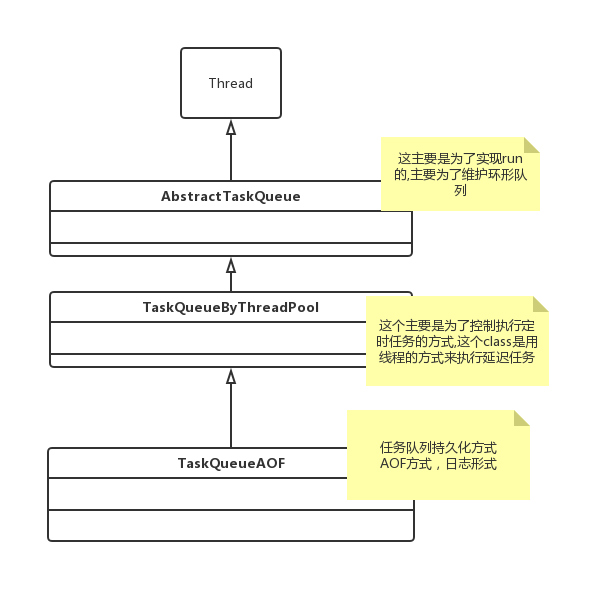 Thread
这主要是为了实现run
的,主要为了维护环形队
列
AbstractTaskQueue
TaskQueueByThreadPool
这个主要是为了控制执行定
时任务的方式,这个class是用
线程的方式来执行延迟任务
任务队列持久化方式
AOF方式，日志形式
TaskQueueAOF